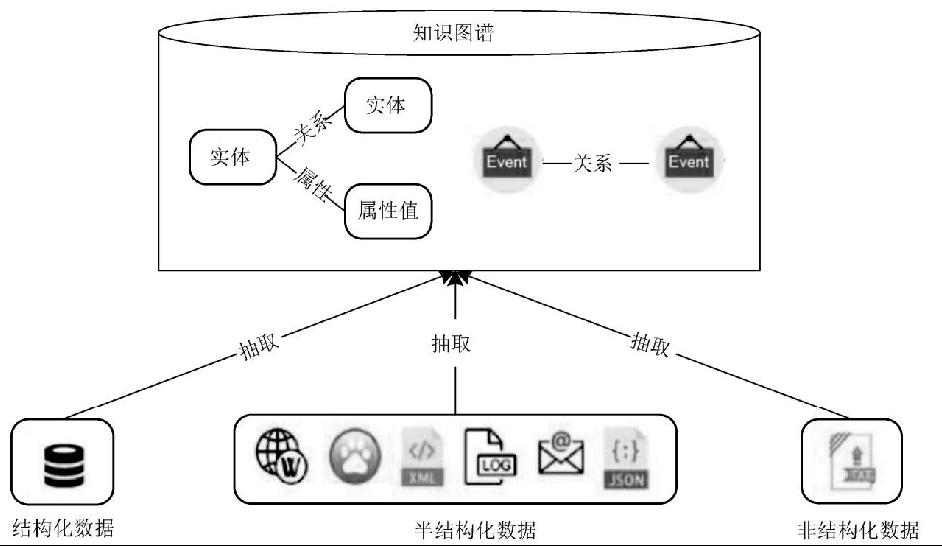 知识图谱
实体
关系
实体
属性
属性值
Event
关系
Event
抽取
抽取
抽取
W
</>
XML
LOG
@
{;}
JSON
结构化数据
半结构化数据
非结构化数据